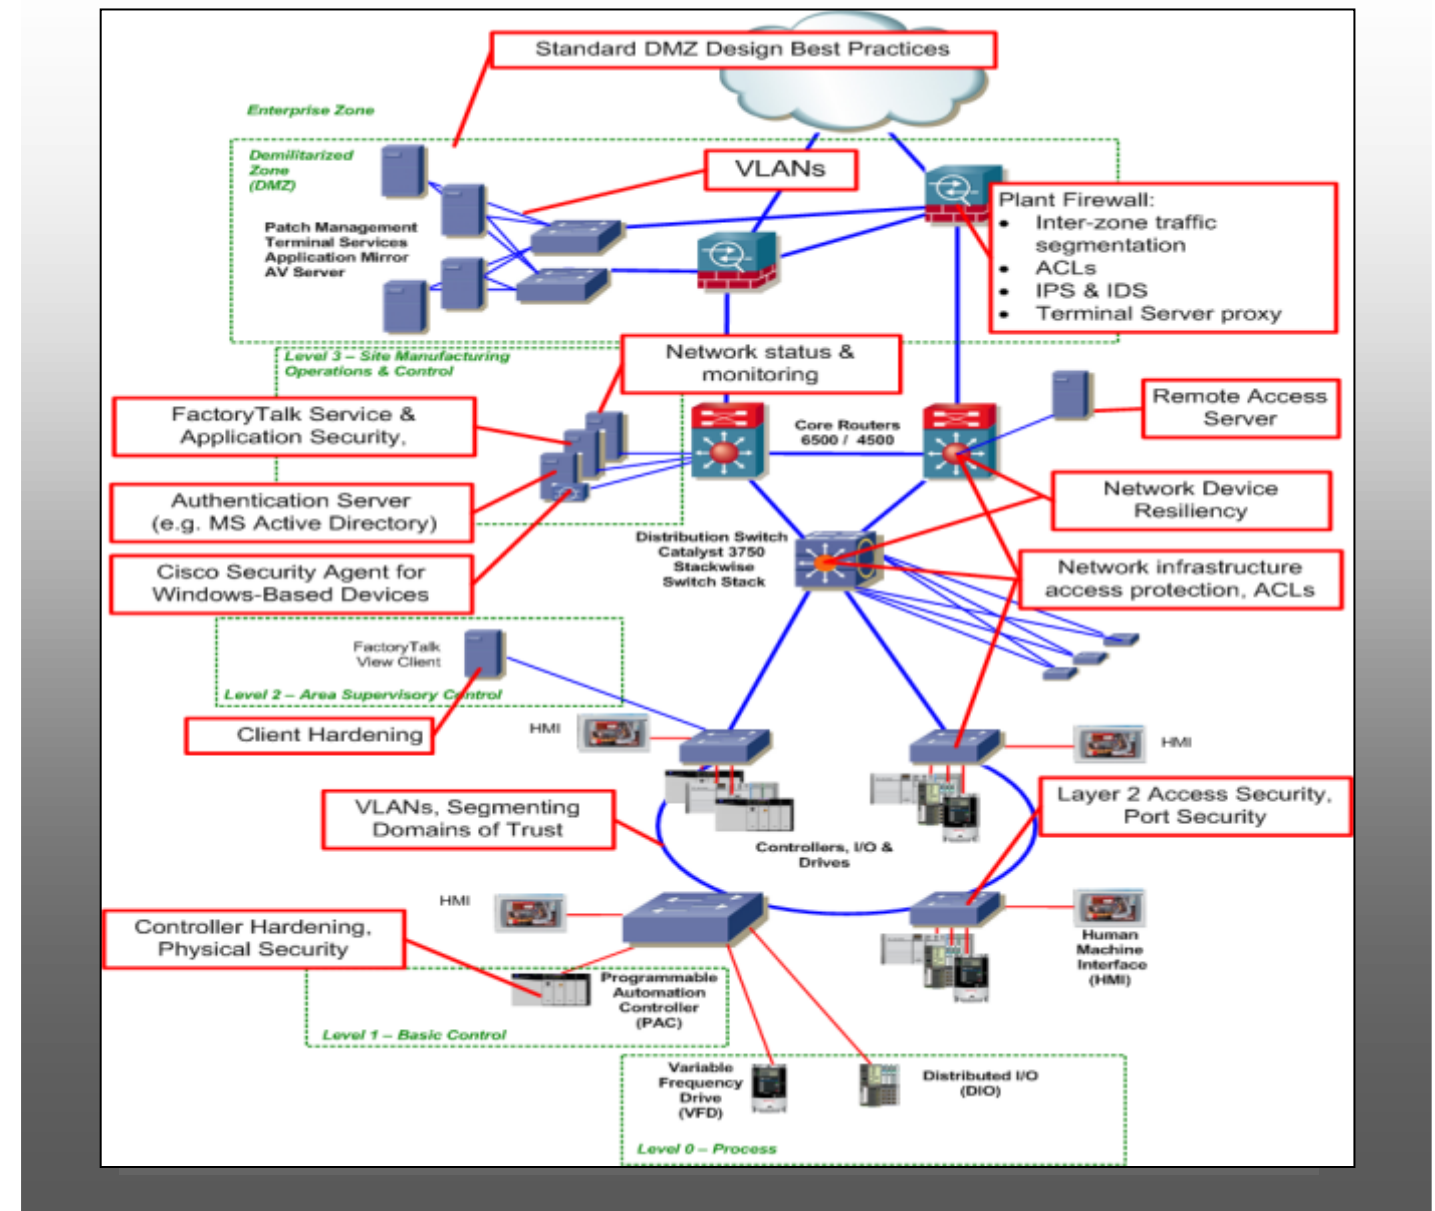 Standard DMZ Design Best Practices
Enterprise Zone
Demilitarized
Zone
(DMZ)
VLANs
Patch Management
Terminal Services
Application Mirror
AV Server
Plant Firewall:
• Inter-zone traffic
segmentation
• ACLs
• IPS & IDS
• Terminal Server proxy
Level 3 – Site Manufacturing
Operations & Control
Network status &
monitoring
FactoryTalk Service &
Application Security,
Core Routers
6500 / 4500
Remote Access
Server
Authentication Server
(e.g. MS Active Directory)
Network Device
Resiliency
Distribution Switch
Catalyst 3750
Stackwise
Switch Stack
Cisco Security Agent for
Windows-Based Devices
Network infrastructure
access protection, ACLs
FactoryTalk
View Client
Level 2 – Area Supervisory Control
Client Hardening
HMI
HMI
VLANs, Segmenting
Domains of Trust
Layer 2 Access Security,
Port Security
Controllers, I/O &
Drives
HMI
Controller Hardening,
Physical Security
Human
Machine
Interface
(HMI)
Programmable
Automation
Controller
(PAC)
Level 1 – Basic Control
Variable
Frequency
Drive
(VFD)
Distributed I/O
(DIO)
Level 0 – Process